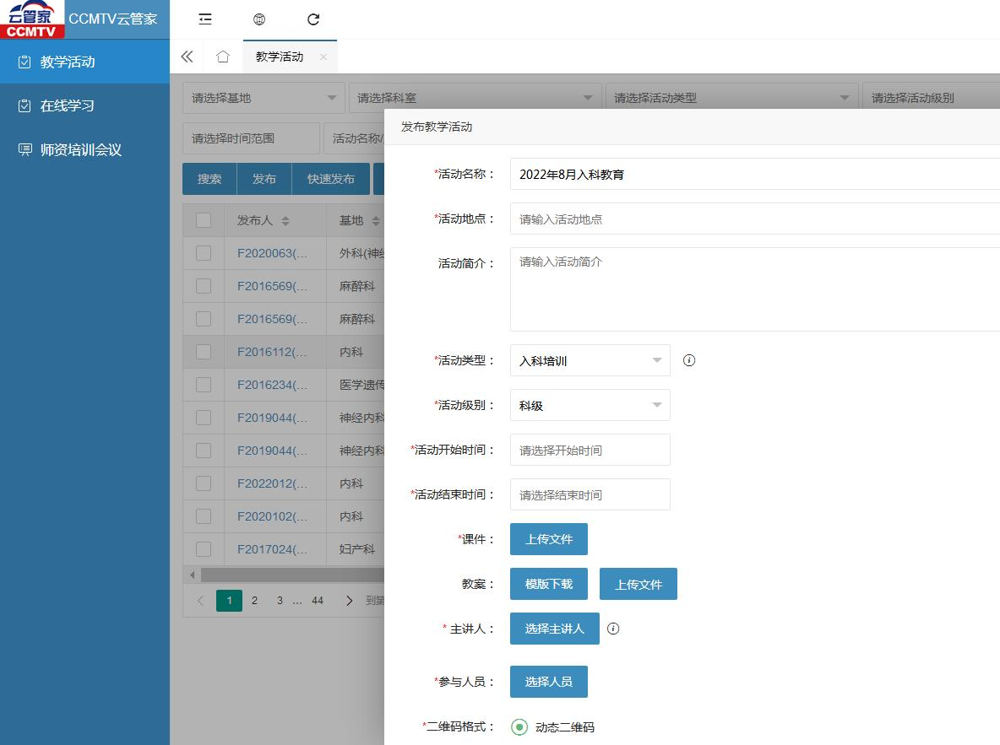 云管家
CCMTV
CCMTV云管家
教学活动
在线学习
师资培训会议
教学活动
请选择基地
请选择科室
请选择活动类型
请选择活动级别
请选择时间范围
活动名称/
搜索
发布
快速发布
发布人
基地
F2020063(...
外科(神经
F2016569(...
麻醉科
F2016569(...
麻醉科
F2016112(...
内科
F2016234(...
医学遗传
F2019044(...
神经内科
F2019044(...
神经内科
F2022012(...
内科
F2020102(...
内科
F2017024(...
妇产科
1 2 3 ... 44
到第
发布教学活动
*活动名称：
2022年8月入科教育
*活动地点：
请输入活动地点
活动简介：
请输入活动简介
*活动类型：
入科培训
*活动级别：
科级
*活动开始时间：
请选择开始时间
*活动结束时间：
请选择结束时间
*课件：
上传文件
教案：
模版下载
上传文件
* 主讲人：
选择主讲人
*参与人员：
选择人员
*二维码格式：
动态二维码